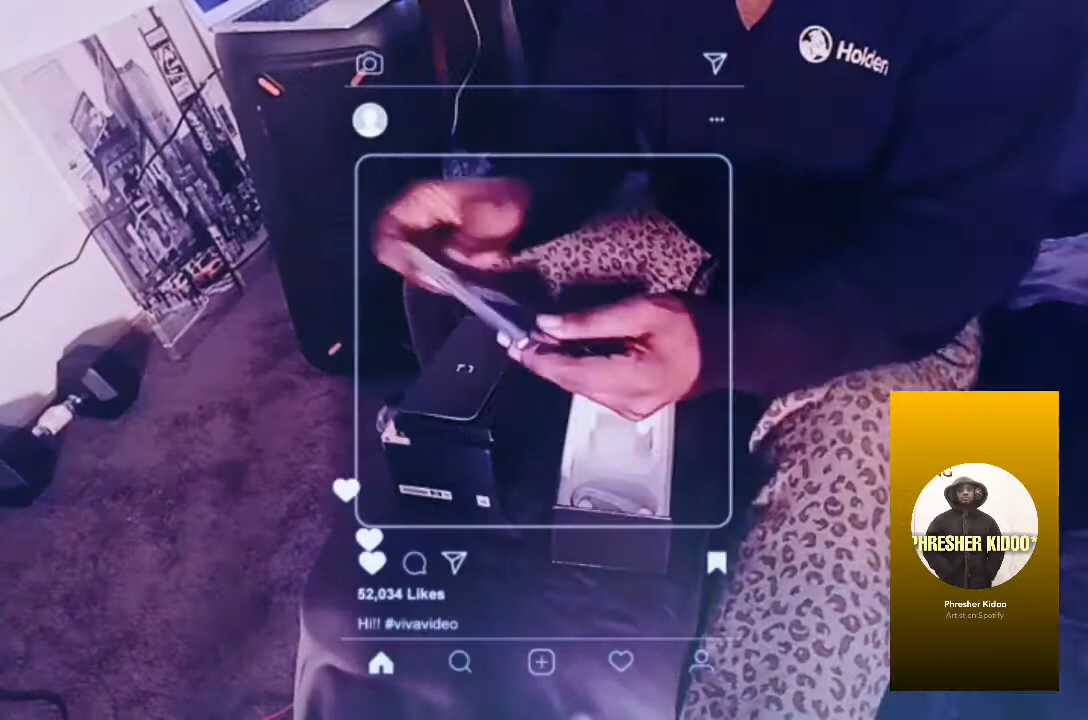 Holden
52,034 Likes
Hi!! #vivavideo
PHRESHER KIDOO*
Phresher Kidoo
Artist on Spotify